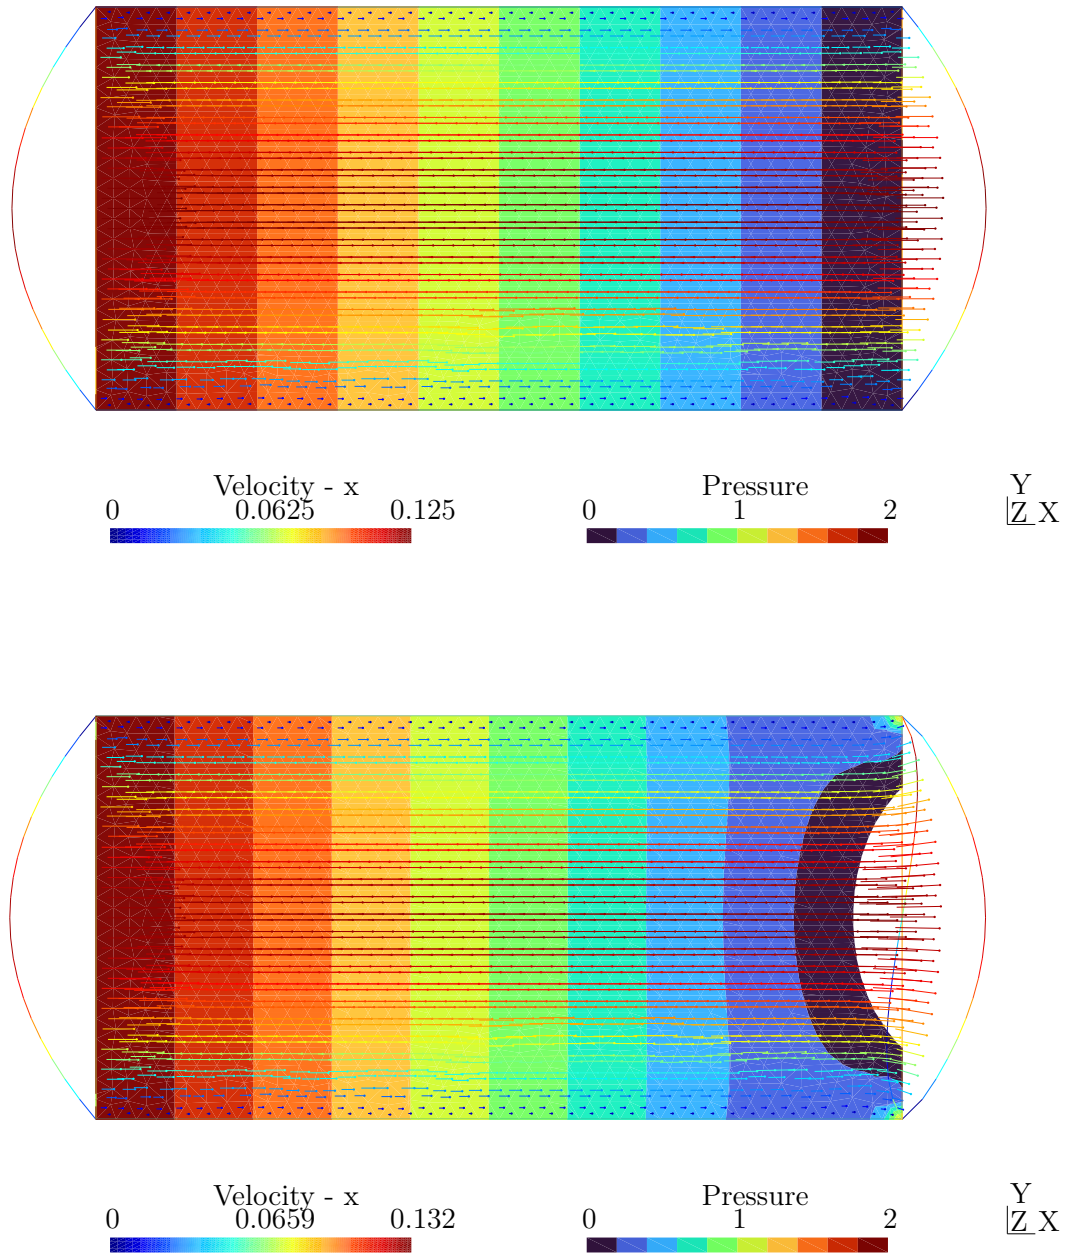 Velocity - x
0 0.0625 0.125
Pressure
0 1 2
Y
Z X
Velocity - x
0 0.0659 0.132
Pressure
0 1 2
Y
Z X